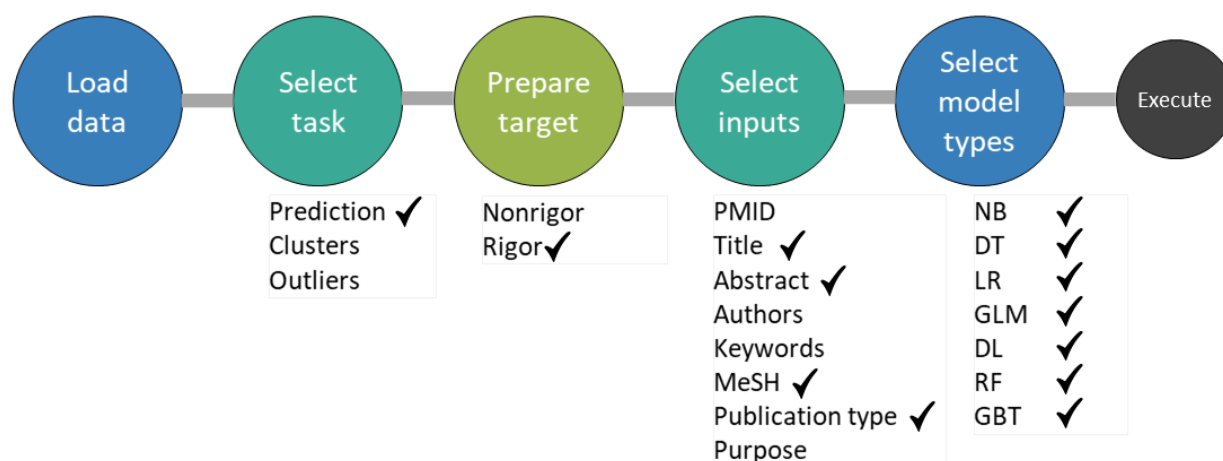 Load
data
Select
task
Prepare
target
Select
inputs
Select
model
types
Execute
Prediction ✓
Clusters
Outliers
Nonrigor
Rigor ✓
PMID
Title ✓
Abstract ✓
Authors
Keywords
MeSH ✓
Publication type ✓
Purpose
NB ✓
DT ✓
LR ✓
GLM ✓
DL ✓
RF ✓
GBT ✓